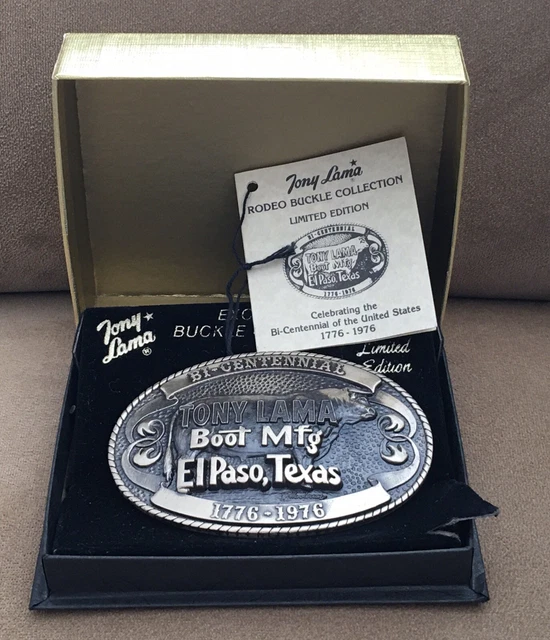 Tony Lama
RODEO BUCKLE COLLECTION
LIMITED EDITION
BI-CENTENNIAL
TONY LAMA
Boot Mfg
El Paso, Texas
1776-1976
Celebrating the
Bi-Centennial of the United States
1776-1976
Tony
Lama®
BUCKLE
Limited
Edition
BI-CENTENNIAL
TONY LAMA
Boot Mfg
El Paso, Texas
1776-1976